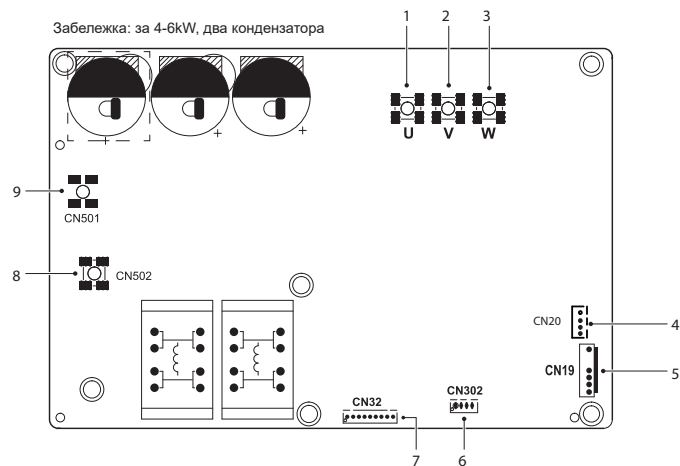 Забележка: за 4-6kW, два кондензатора
1
2
3
U
V
W
9
CN501
8
CN502
CN20
4
CN19
5
CN302
CN32
7
6